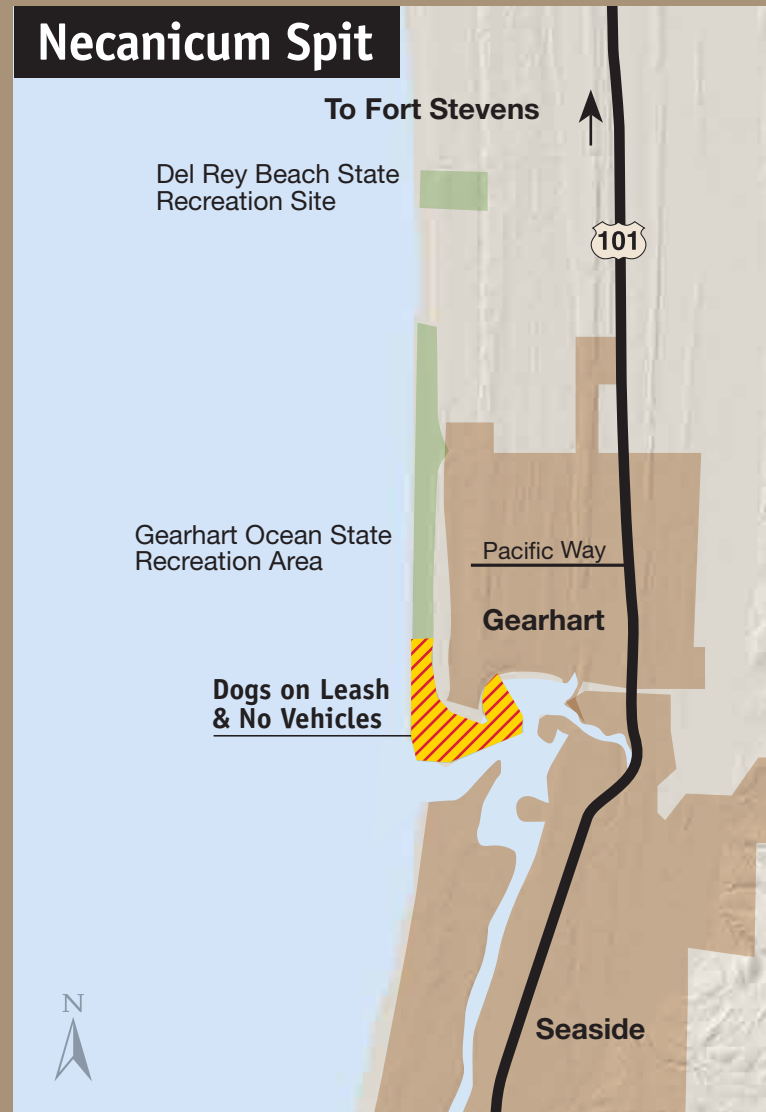 Necanicum Spit
To Fort Stevens
Del Rey Beach State
Recreation Site
101
Gearhart Ocean State
Recreation Area
Pacific Way
Gearhart
Dogs on Leash
& No Vehicles
N
Seaside